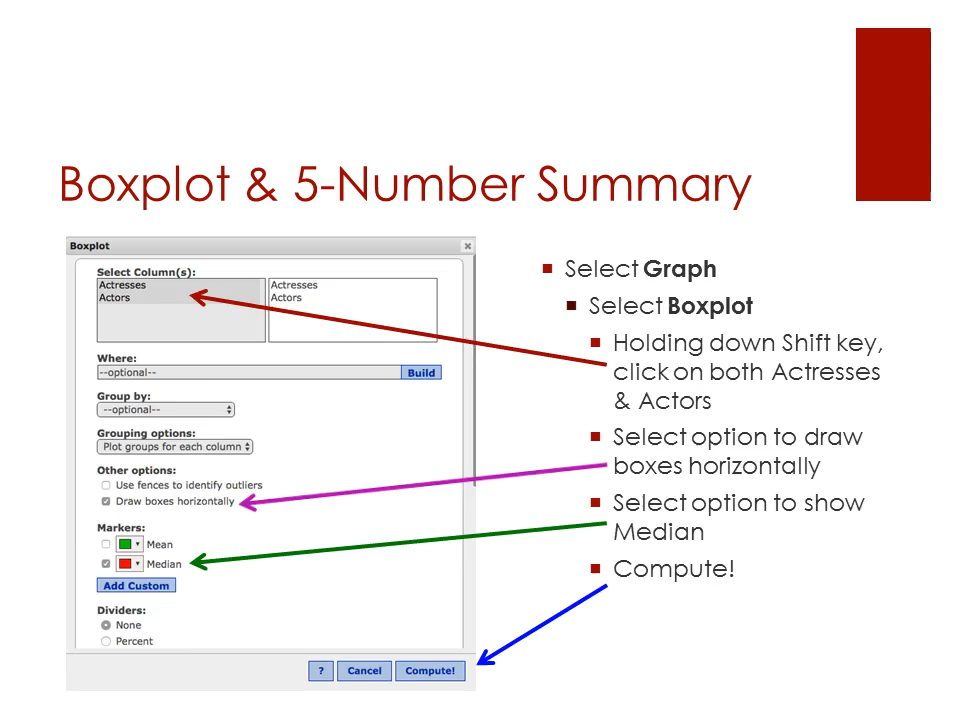 Boxplot & 5-Number Summary
Boxplot
Select Column(s):
Actresses
Actors
Actresses
Actors
Where:
--optional--
Build
Group by:
--optional--
Grouping options:
Plot groups for each column
Other options:
Use fences to identify outliers
Draw boxes horizontally
Markers:
Mean
Median
Add Custom
Dividers:
None
Percent
?
Cancel
Compute!
Select Graph
Select Boxplot
Holding down Shift key,
click on both Actresses
& Actors
Select option to draw
boxes horizontally
Select option to show
Median
Compute!